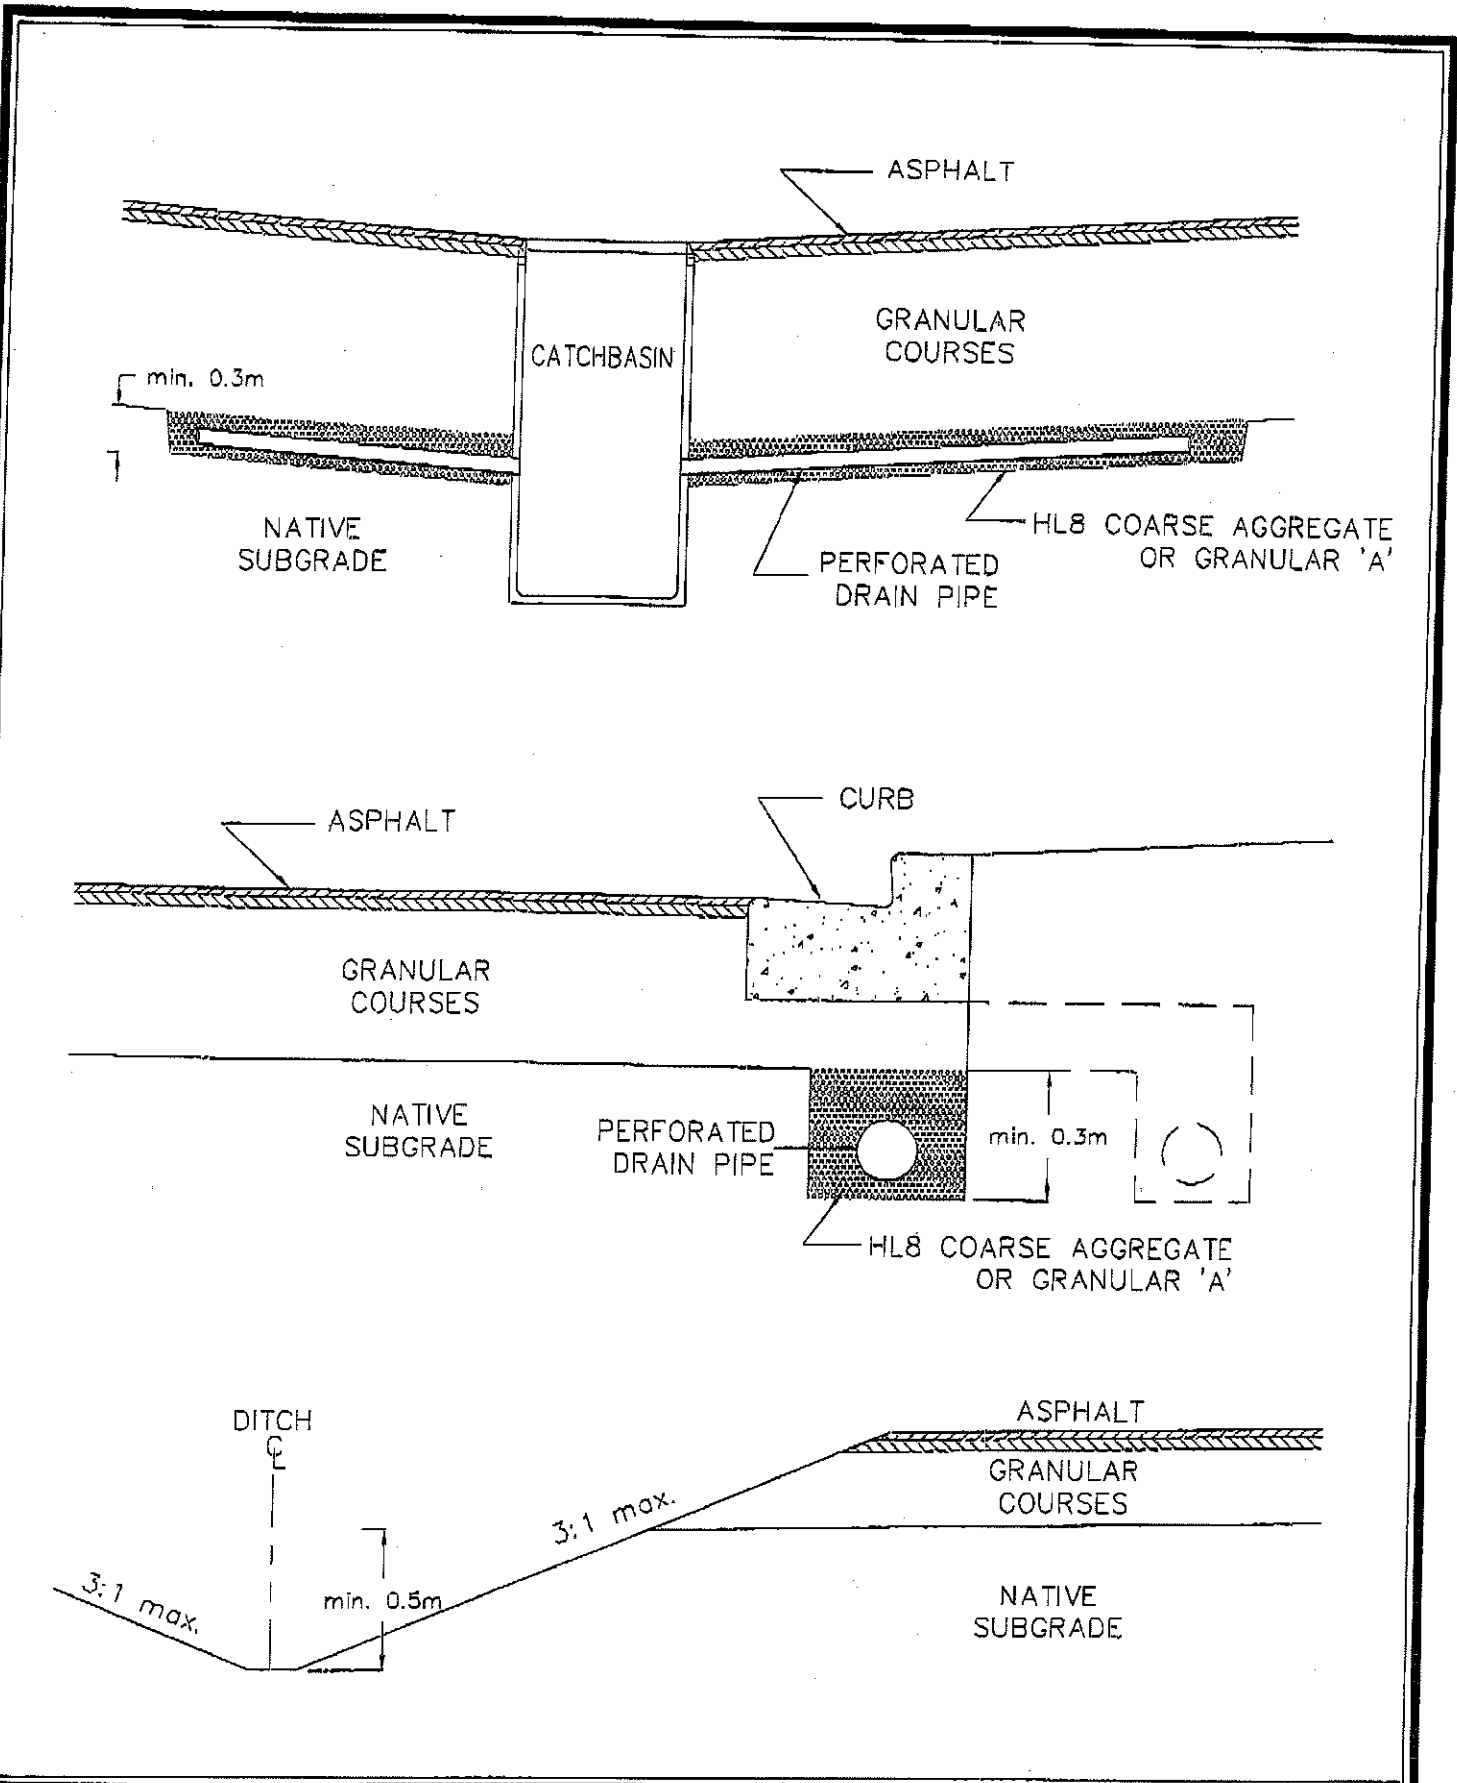 ASPHALT
GRANULAR
COURSES
CATCHBASIN
min. 0.3m
NATIVE
SUBGRADE
HL8 COARSE AGGREGATE
OR GRANULAR 'A'
PERFORATED
DRAIN PIPE
CURB
ASPHALT
GRANULAR
COURSES
NATIVE
SUBGRADE
PERFORATED
DRAIN PIPE
min. 0.3m
HL8 COARSE AGGREGATE
OR GRANULAR 'A'
DITCH
℄
ASPHALT
GRANULAR
COURSES
3:1 max.
3:1 max.
min. 0.5m
NATIVE
SUBGRADE